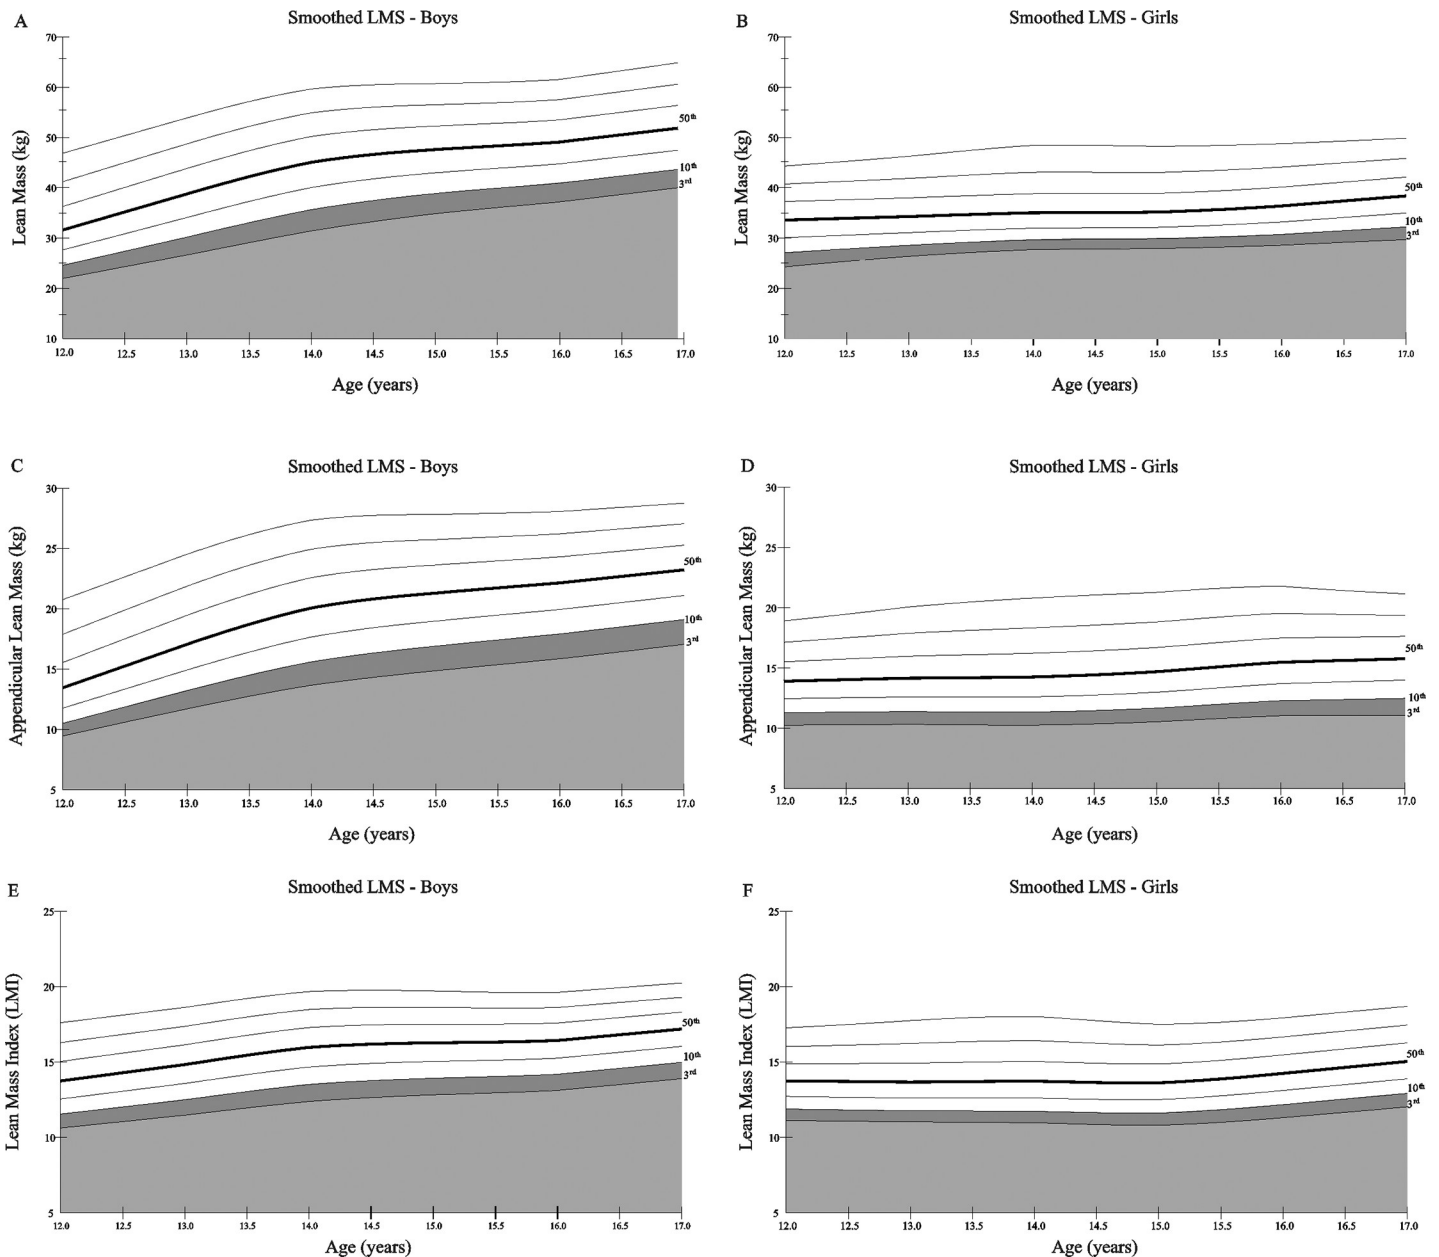 A
Smoothed LMS - Boys
70
60
50
40
30
20
10
Lean Mass (kg)
50th
10th
3rd
12.0 12.5 13.0 13.5 14.0 14.5 15.0 15.5 16.0 16.5 17.0
Age (years)
B
Smoothed LMS - Girls
70
60
50
40
30
20
10
Lean Mass (kg)
50th
10th
3rd
12.0 12.5 13.0 13.5 14.0 14.5 15.0 15.5 16.0 16.5 17.0
Age (years)
C
Smoothed LMS - Boys
30
25
20
15
10
5
Appendicular Lean Mass (kg)
50th
10th
3rd
12.0 12.5 13.0 13.5 14.0 14.5 15.0 15.5 16.0 16.5 17.0
Age (years)
D
Smoothed LMS - Girls
30
25
20
15
10
5
Appendicular Lean Mass (kg)
50th
10th
3rd
12.0 12.5 13.0 13.5 14.0 14.5 15.0 15.5 16.0 16.5 17.0
Age (years)
E
Smoothed LMS - Boys
25
20
15
10
5
Lean Mass Index (LMI)
50th
10th
3rd
12.0 12.5 13.0 13.5 14.0 14.5 15.0 15.5 16.0 16.5 17.0
Age (years)
F
Smoothed LMS - Girls
25
20
15
10
5
Lean Mass Index (LMI)
50th
10th
3rd
12.0 12.5 13.0 13.5 14.0 14.5 15.0 15.5 16.0 16.5 17.0
Age (years)